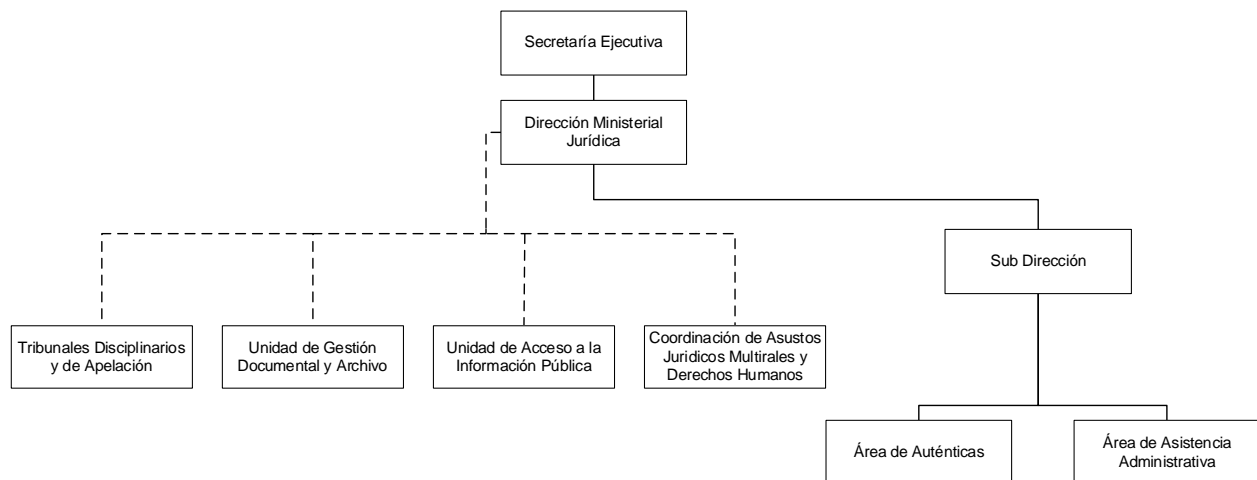 Secretaría Ejecutiva
Dirección Ministerial
Jurídica
Sub Dirección
Tribunales Disciplinarios
y de Apelación
Unidad de Gestión
Documental y Archivo
Unidad de Acceso a la
Información Pública
Coordinación de Asustos
Juridicos Multirales y
Derechos Humanos
Área de Auténticas
Área de Asistencia
Administrativa